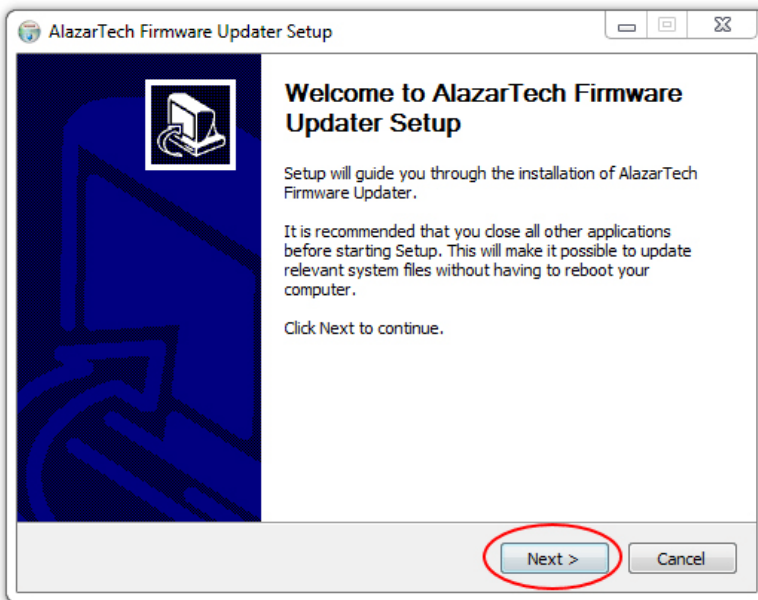 AlazarTech Firmware Updater Setup
Welcome to AlazarTech Firmware
Updater Setup
Setup will guide you through the installation of AlazarTech
Firmware Updater.
It is recommended that you close all other applications
before starting Setup. This will make it possible to update
relevant system files without having to reboot your
computer.
Click Next to continue.
Next >
Cancel